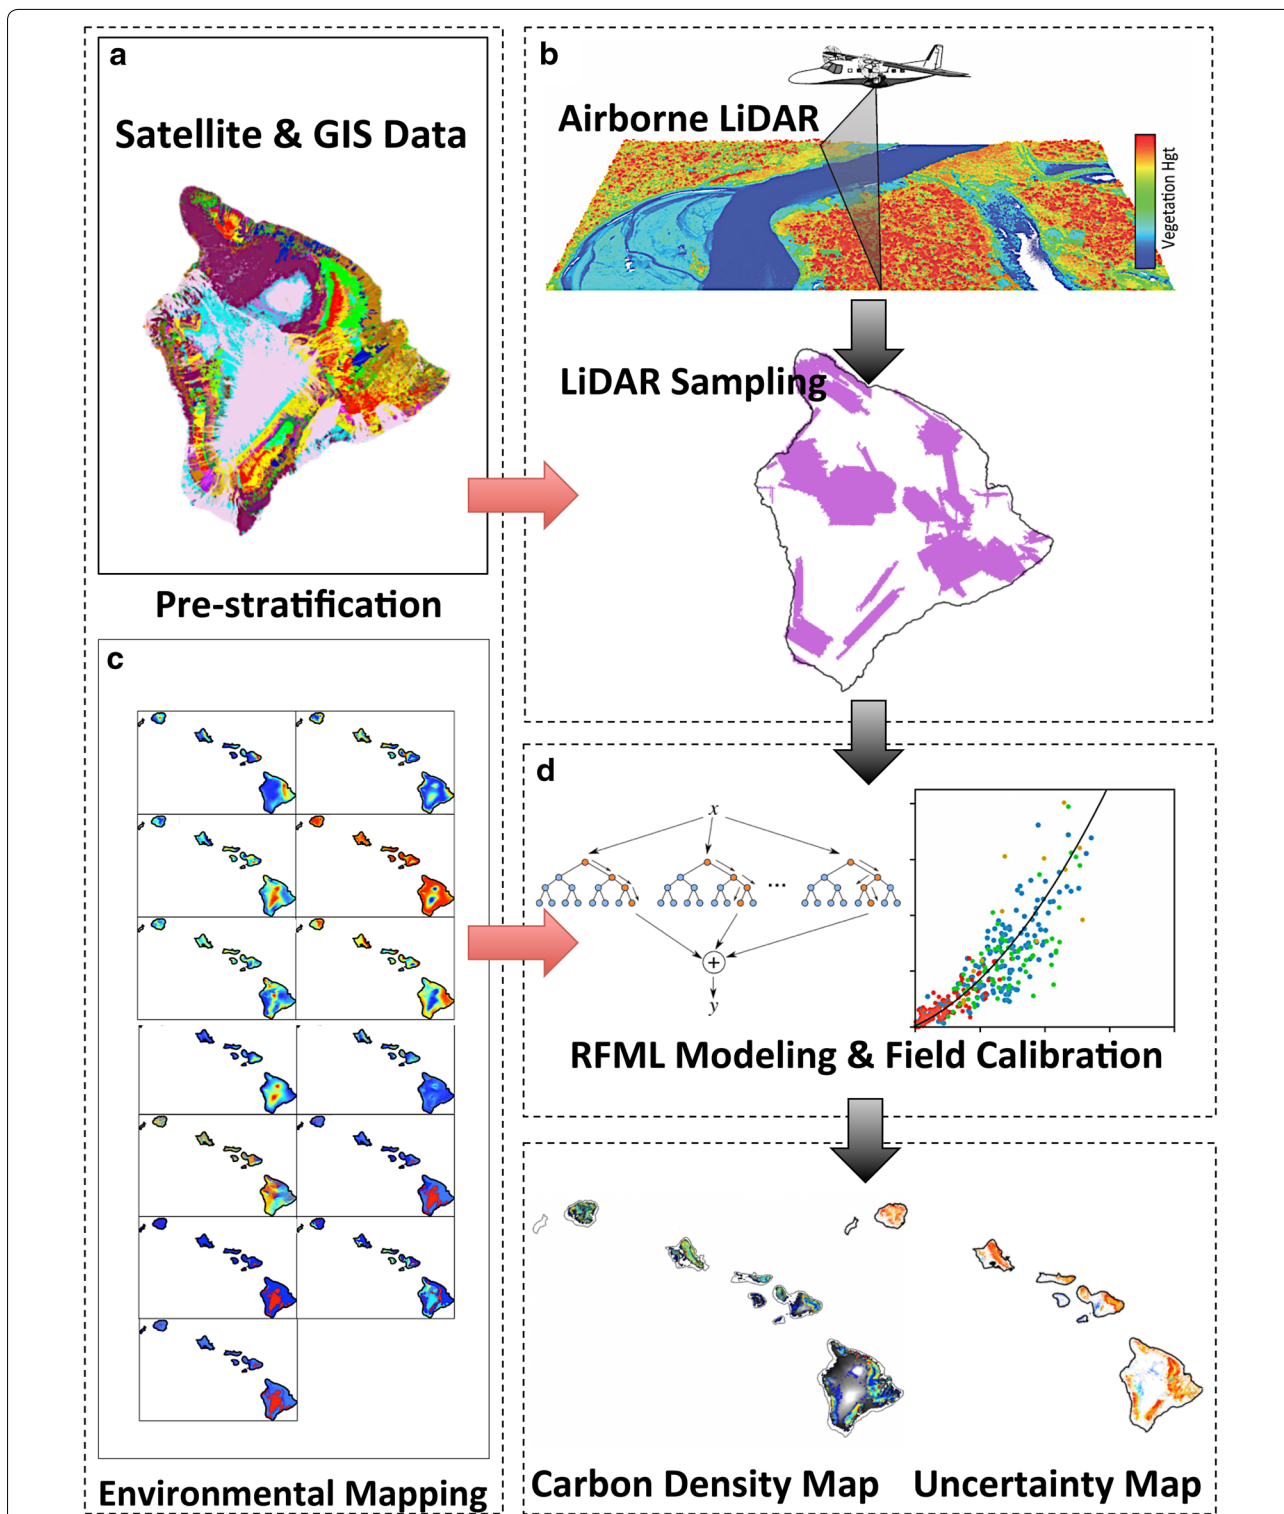 a
Satellite & GIS Data
Pre-stratification
b
Airborne LiDAR
Vegetation Hgt
LiDAR Sampling
c
Environmental Mapping
d
x
...
+
y
RFML Modeling & Field Calibration
Carbon Density Map
Uncertainty Map